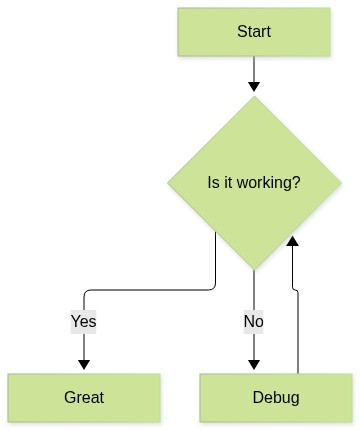 Start
Is it working?
Yes
No
Great
Debug